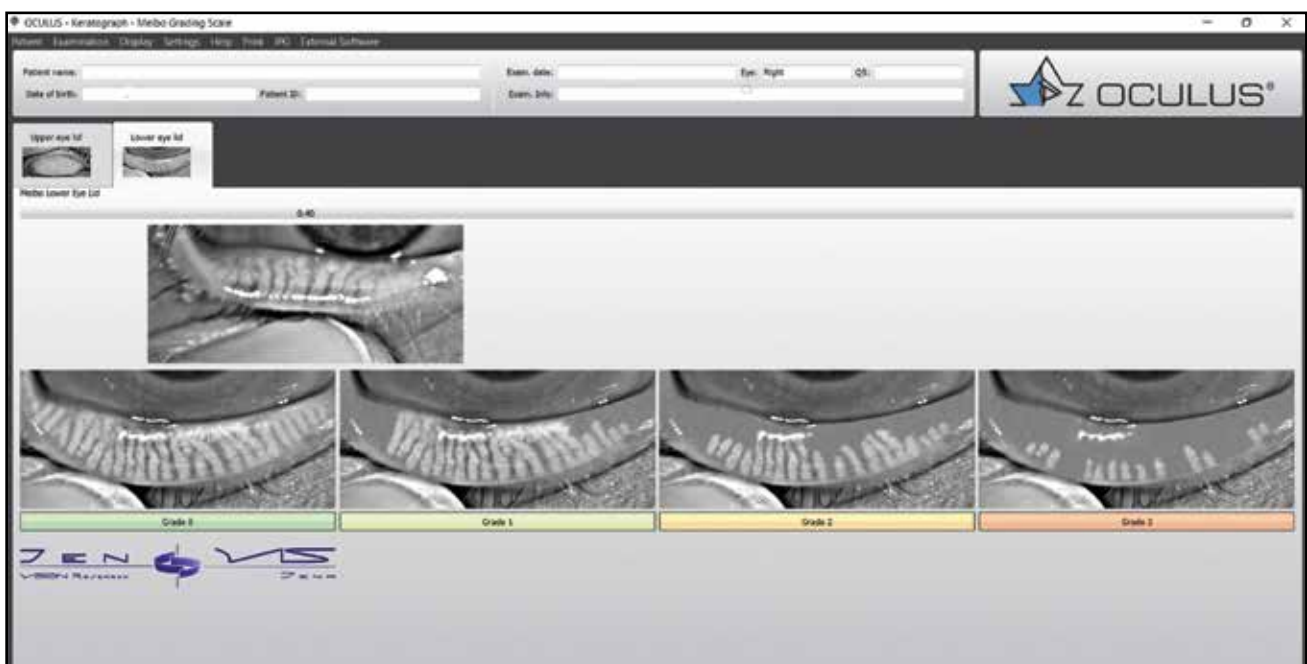 OCULUS - Keratograph - Meibo Grading Scale
Patient Examination Display Settings Help Print IPG External Software
Patient name: Exam. date: Eye: Right QS:
Date of birth: Patient ID: Exam. Info:
OCULUS®
Upper eye lid Lower eye lid
Meibo Lower Eye Lid
0.40
Grade 0 Grade 1 Grade 2 Grade 3
JENVIS
VISION Research Jena